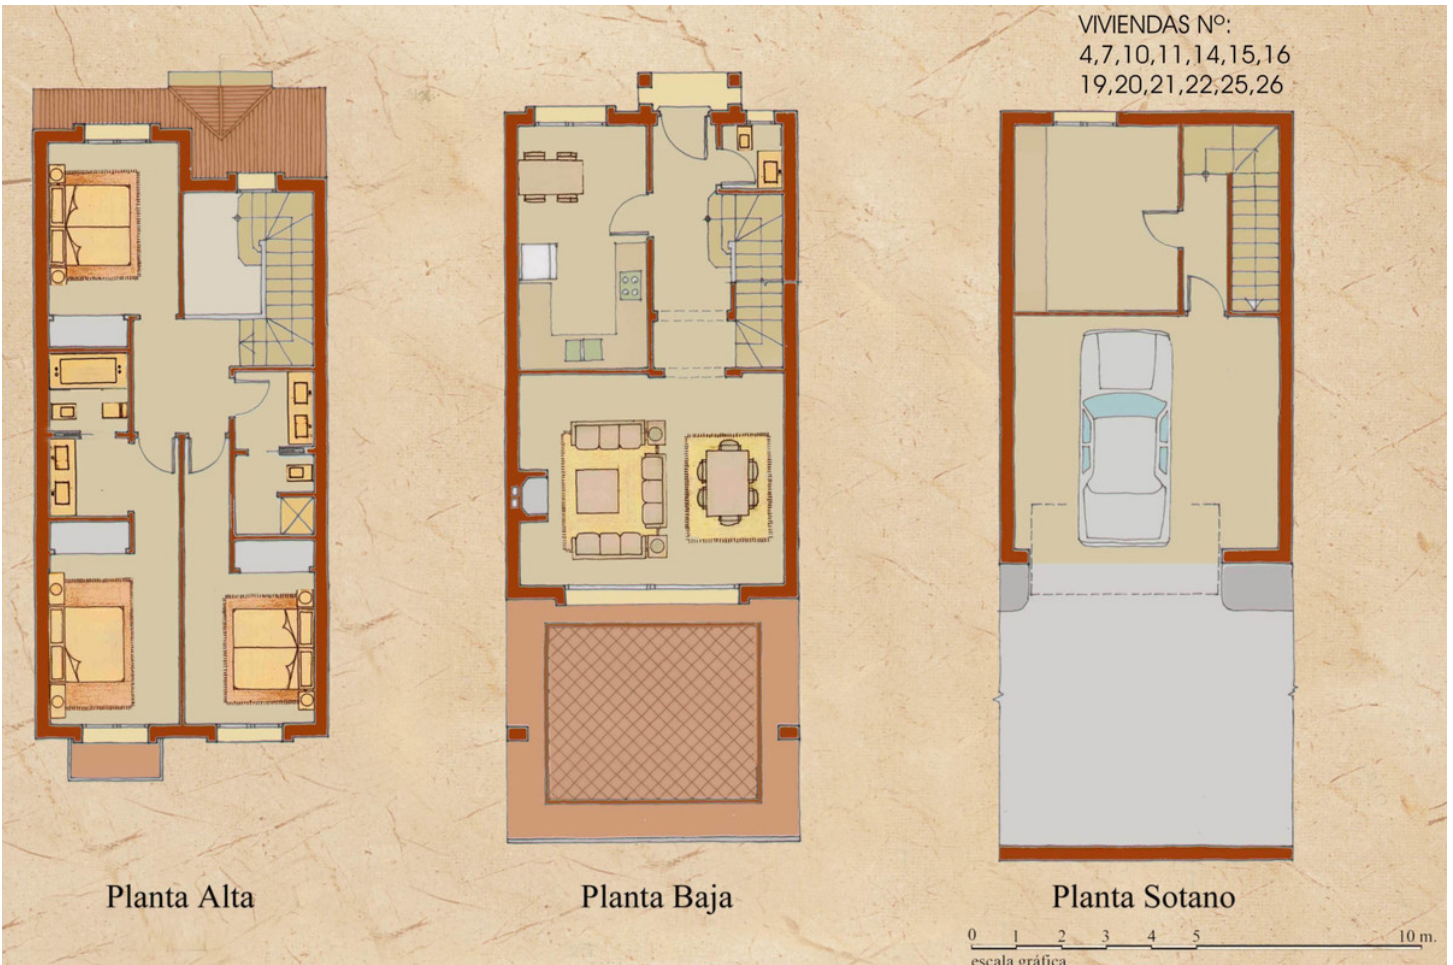 VIVIENDAS Nº:
4,7,10,11,14,15,16
19,20,21,22,25,26
Planta Alta
Planta Baja
Planta Sotano
0 1 2 3 4 5 10 m.
escala gráfica